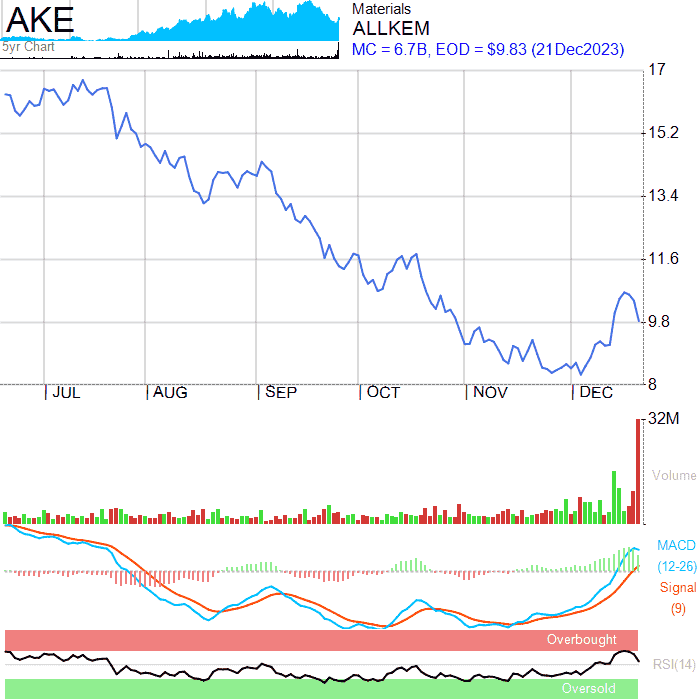 AKE
5yr Chart
Materials
ALLKEM
MC = 6.7B, EOD = $9.83 (21Dec2023)
17
15.2
13.4
11.6
9.8
8
JUL AUG SEP OCT NOV DEC
32M
Volume
MACD
(12-26)
Signal
(9)
Overbought
RSI(14)
Oversold